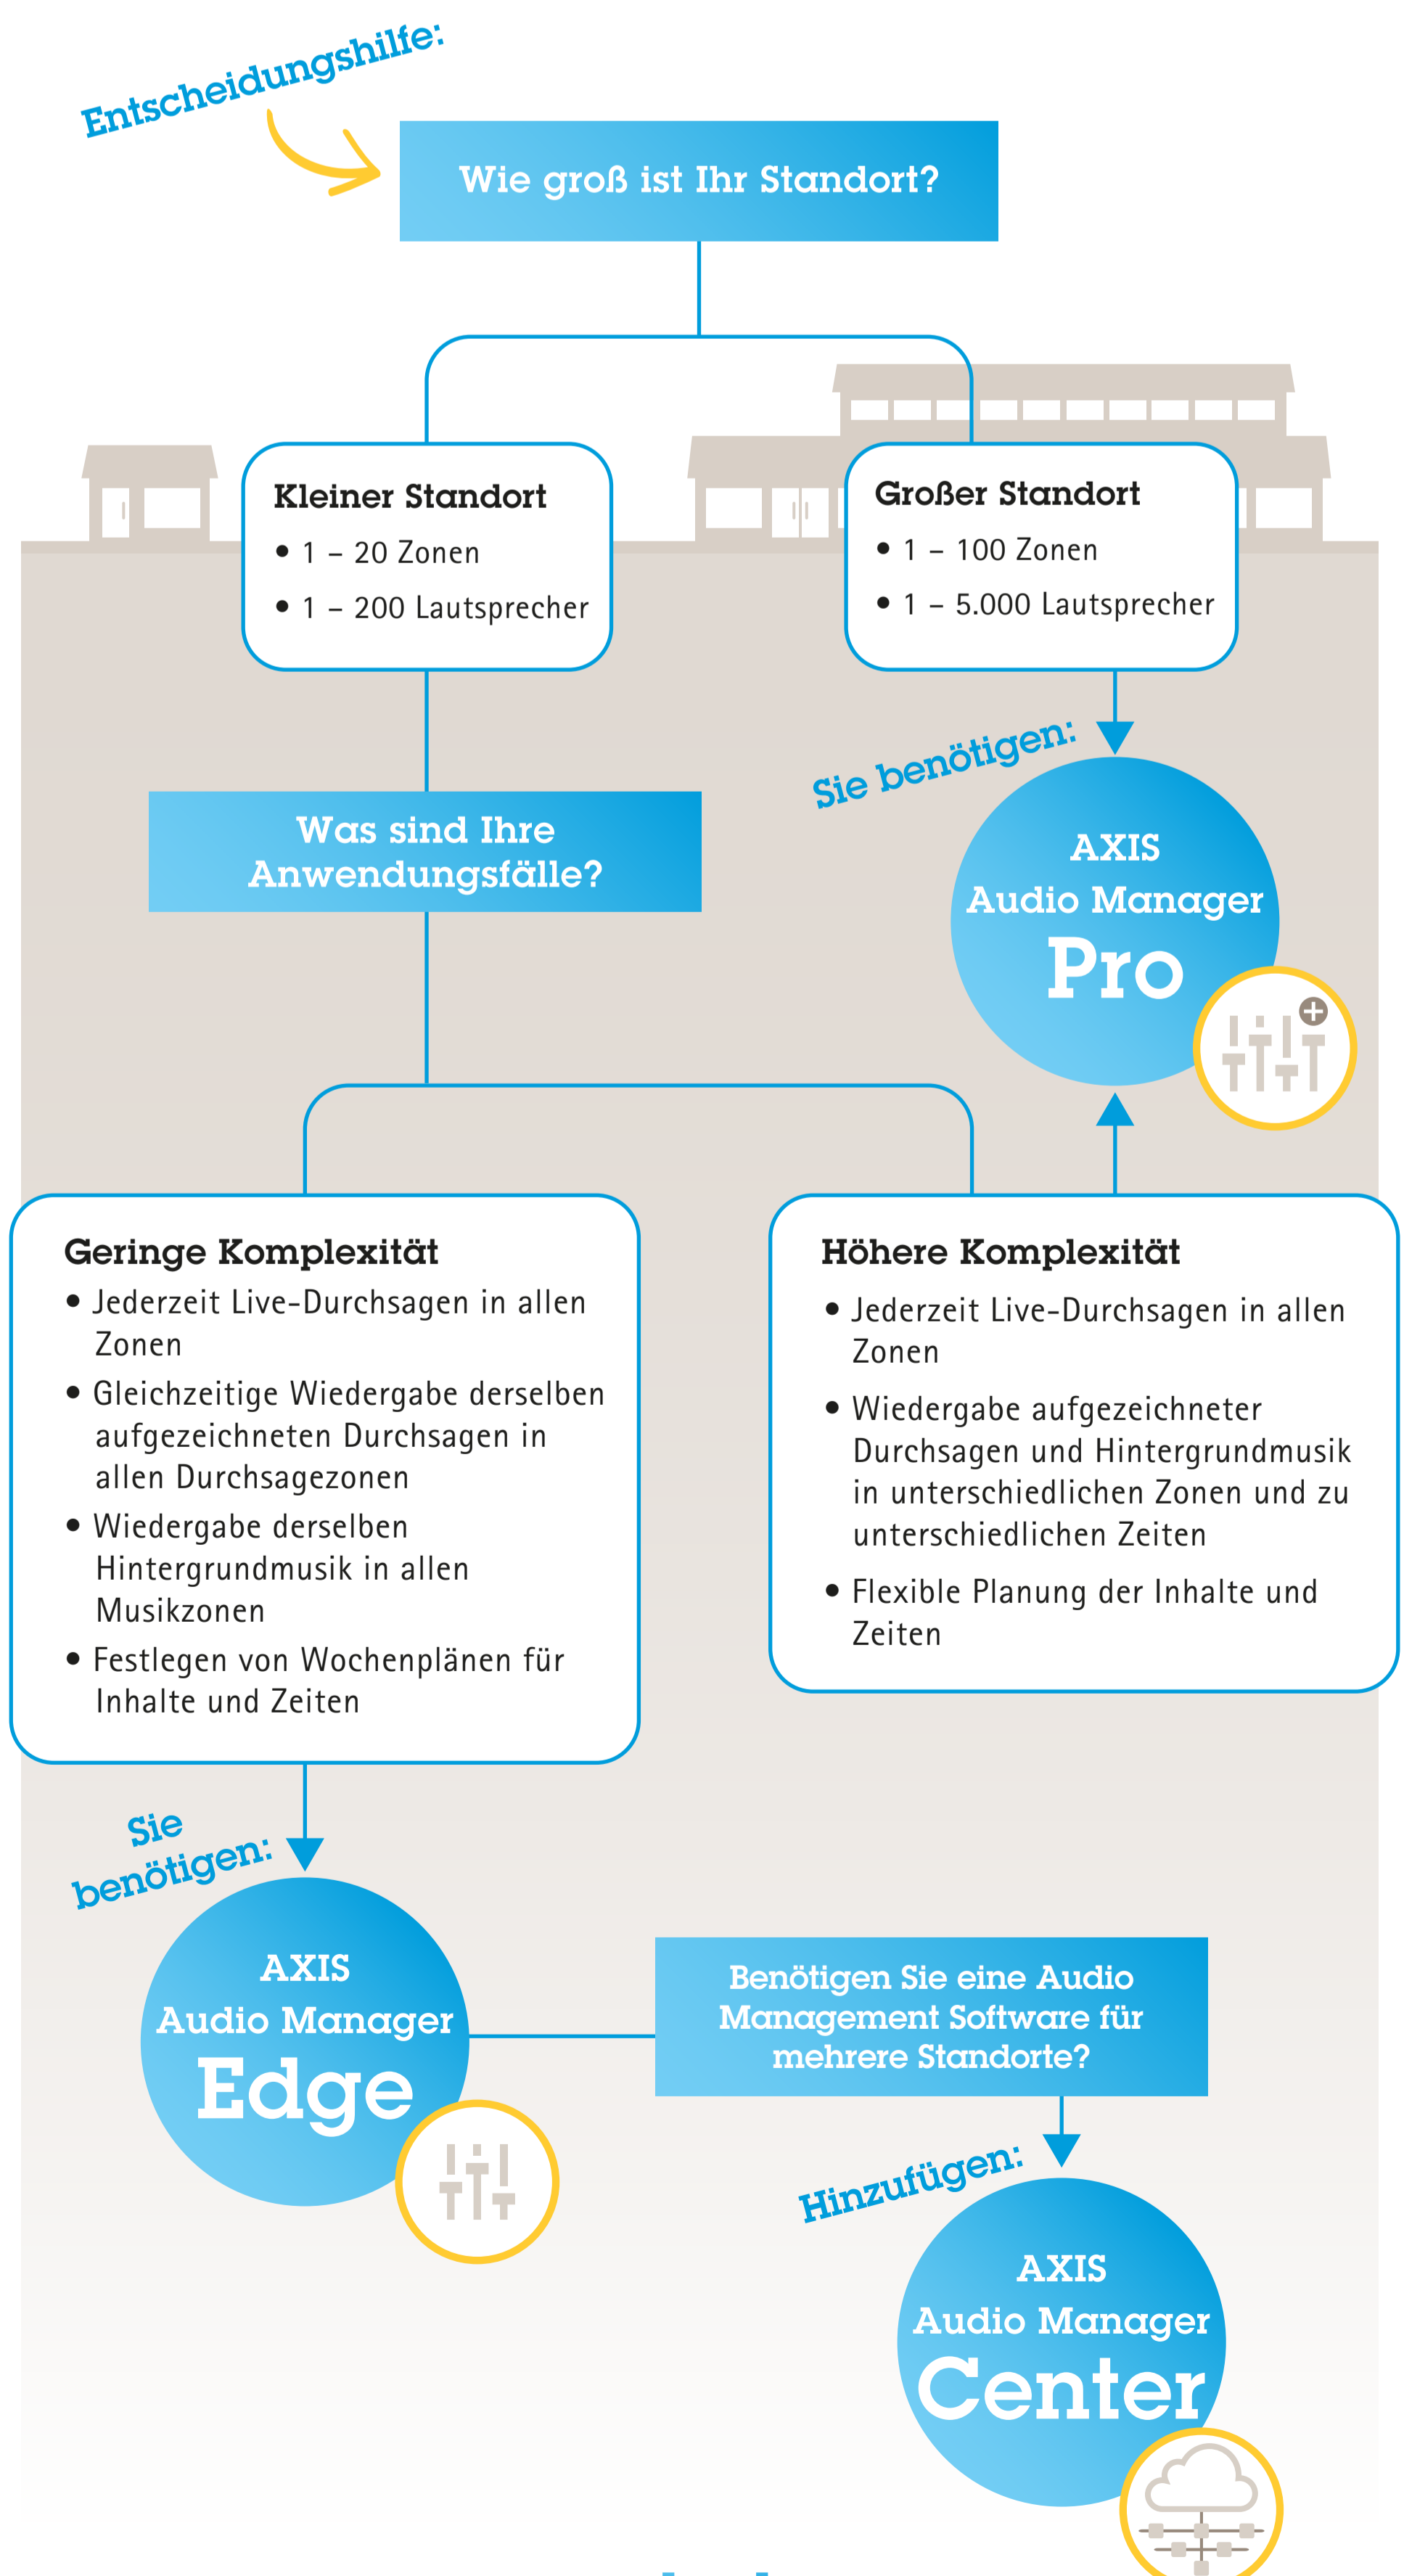 Entscheidungshilfe:
Wie groß ist Ihr Standort?
Kleiner Standort
• 1 – 20 Zonen
• 1 – 200 Lautsprecher
Großer Standort
• 1 – 100 Zonen
• 1 – 5.000 Lautsprecher
Sie benötigen:
AXIS
Audio Manager
Pro
Was sind Ihre
Anwendungsfälle?
Geringe Komplexität
• Jederzeit Live-Durchsagen in allen
Zonen
• Gleichzeitige Wiedergabe derselben
aufgezeichneten Durchsagen in
allen Durchsagezonen
• Wiedergabe derselben
Hintergrundmusik in allen
Musikzonen
• Festlegen von Wochenplänen für
Inhalte und Zeiten
Höhere Komplexität
• Jederzeit Live-Durchsagen in allen
Zonen
• Wiedergabe aufgezeichneter
Durchsagen und Hintergrundmusik
in unterschiedlichen Zonen und zu
unterschiedlichen Zeiten
• Flexible Planung der Inhalte und
Zeiten
Sie
benötigen:
AXIS
Audio Manager
Edge
Benötigen Sie eine Audio
Management Software für
mehrere Standorte?
Hinzufügen:
AXIS
Audio Manager
Center